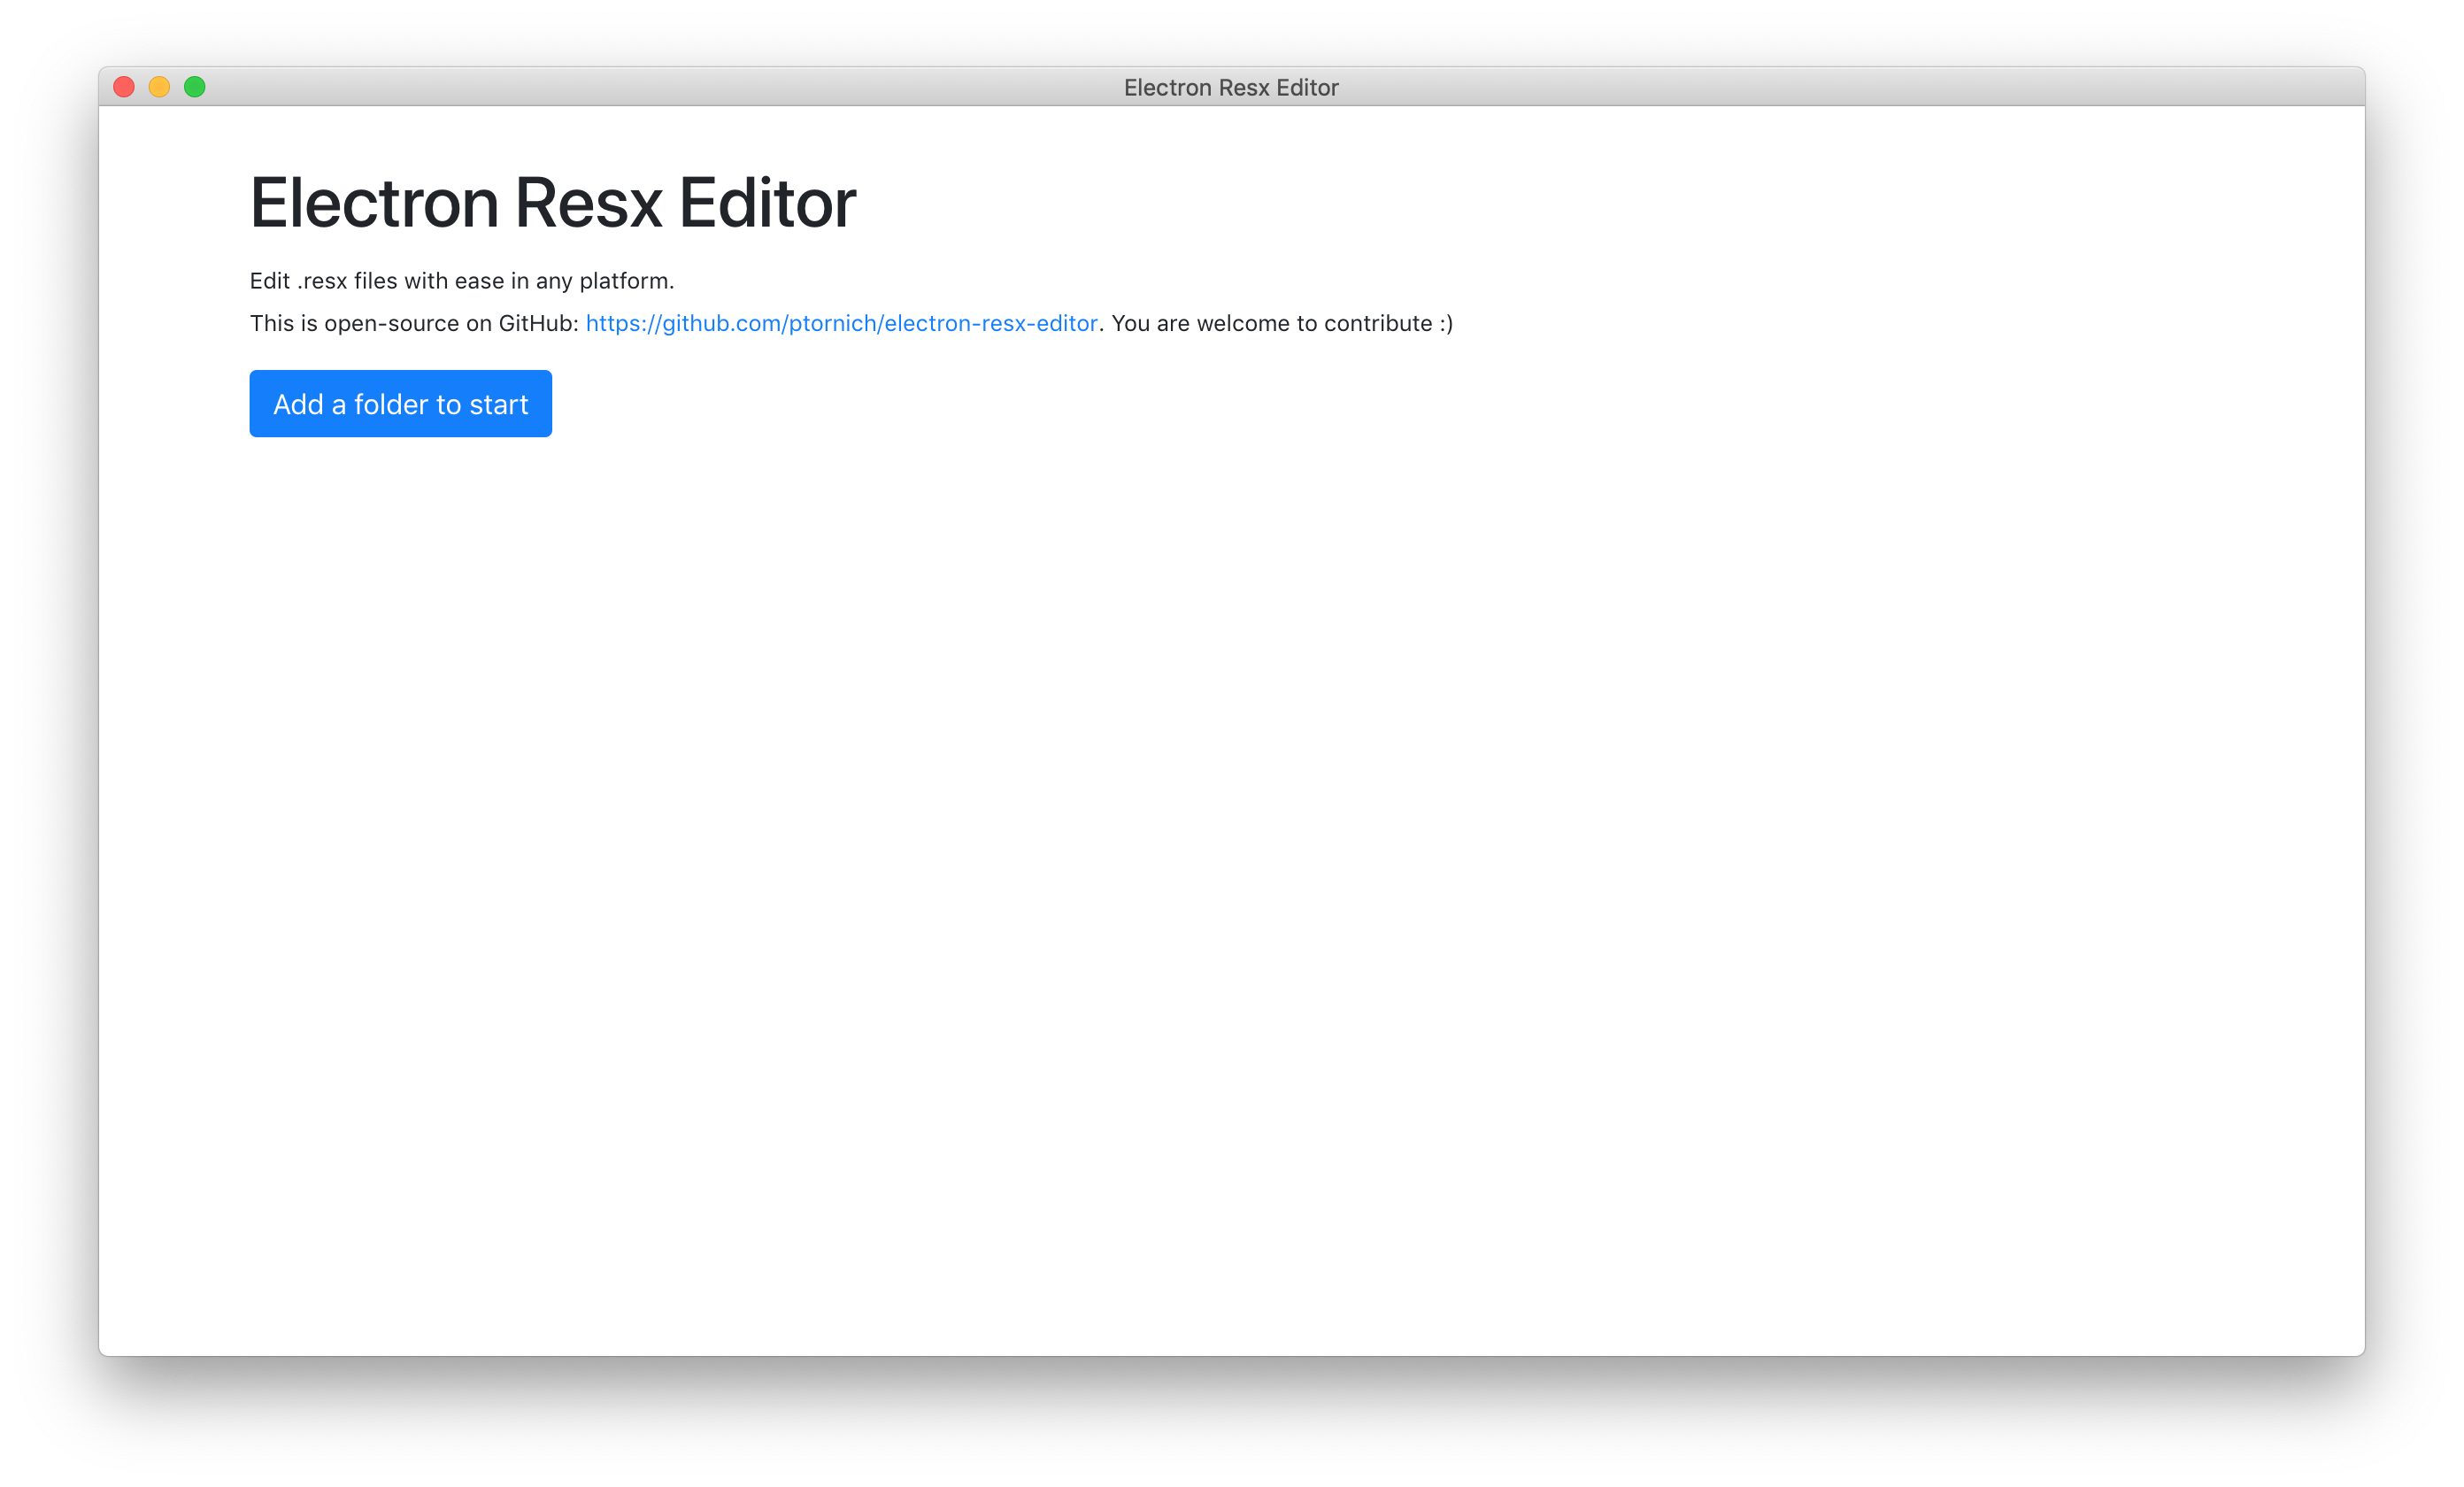 Electron Resx Editor
Electron Resx Editor
Edit .resx files with ease in any platform.
This is open-source on GitHub: https://github.com/ptornich/electron-resx-editor. You are welcome to contribute :)
Add a folder to start